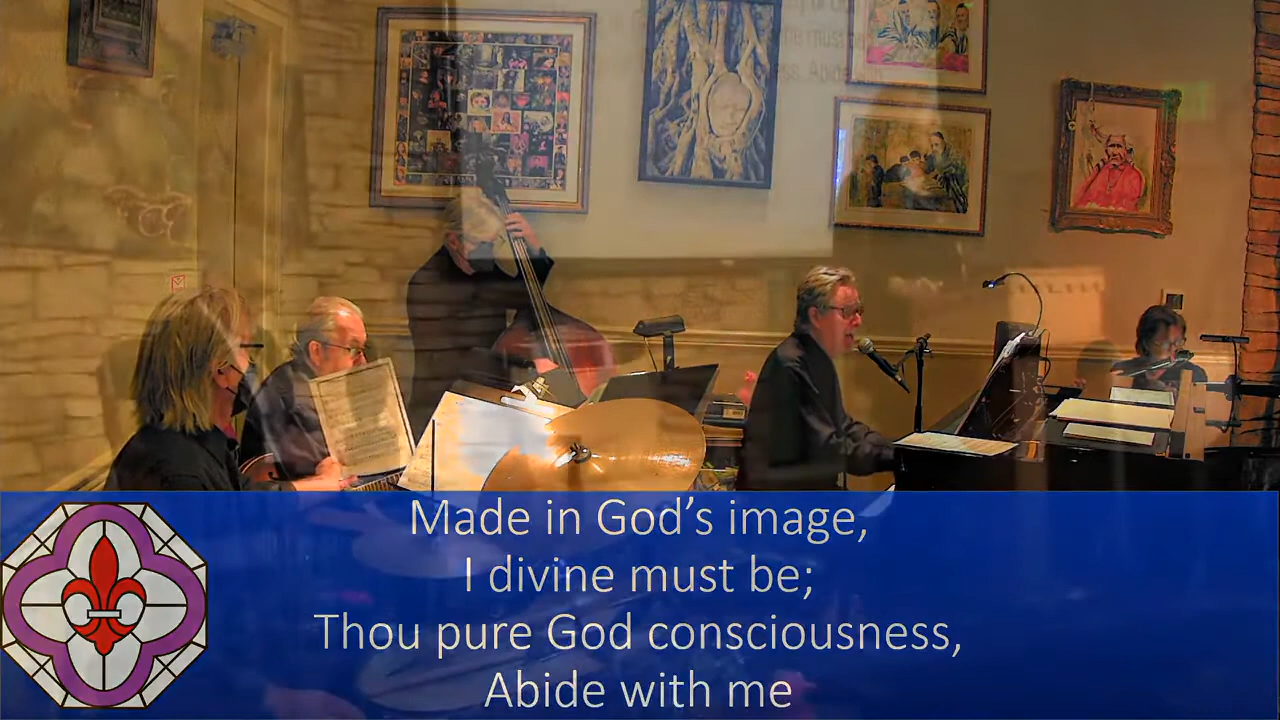 Made in God’s image,
I divine must be;
Thou pure God consciousness,
Abide with me